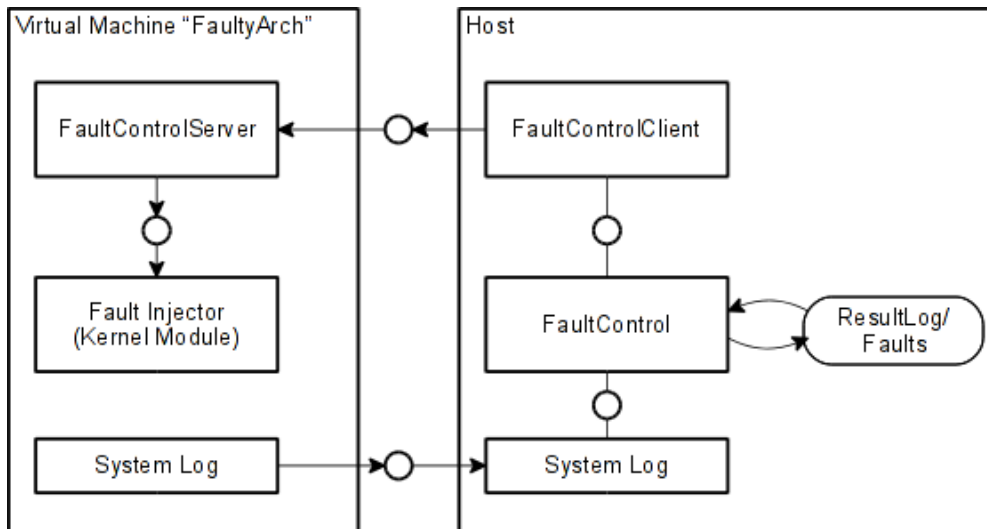 Virtual Machine “FaultyArch”
Host
FaultControlServer
FaultControlClient
Fault Injector
(Kernel Module)
FaultControl
ResultLog/
Faults
System Log
System Log